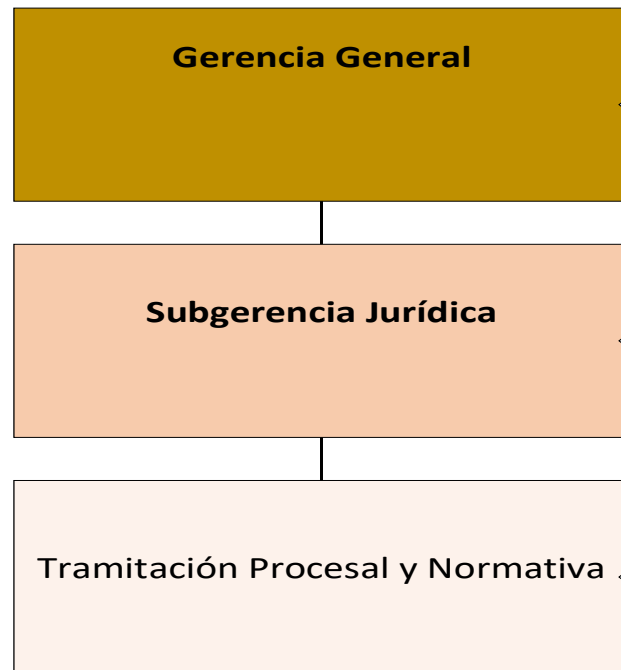 Gerencia General
Subgerencia Jurídica
Tramitación Procesal y Normativa